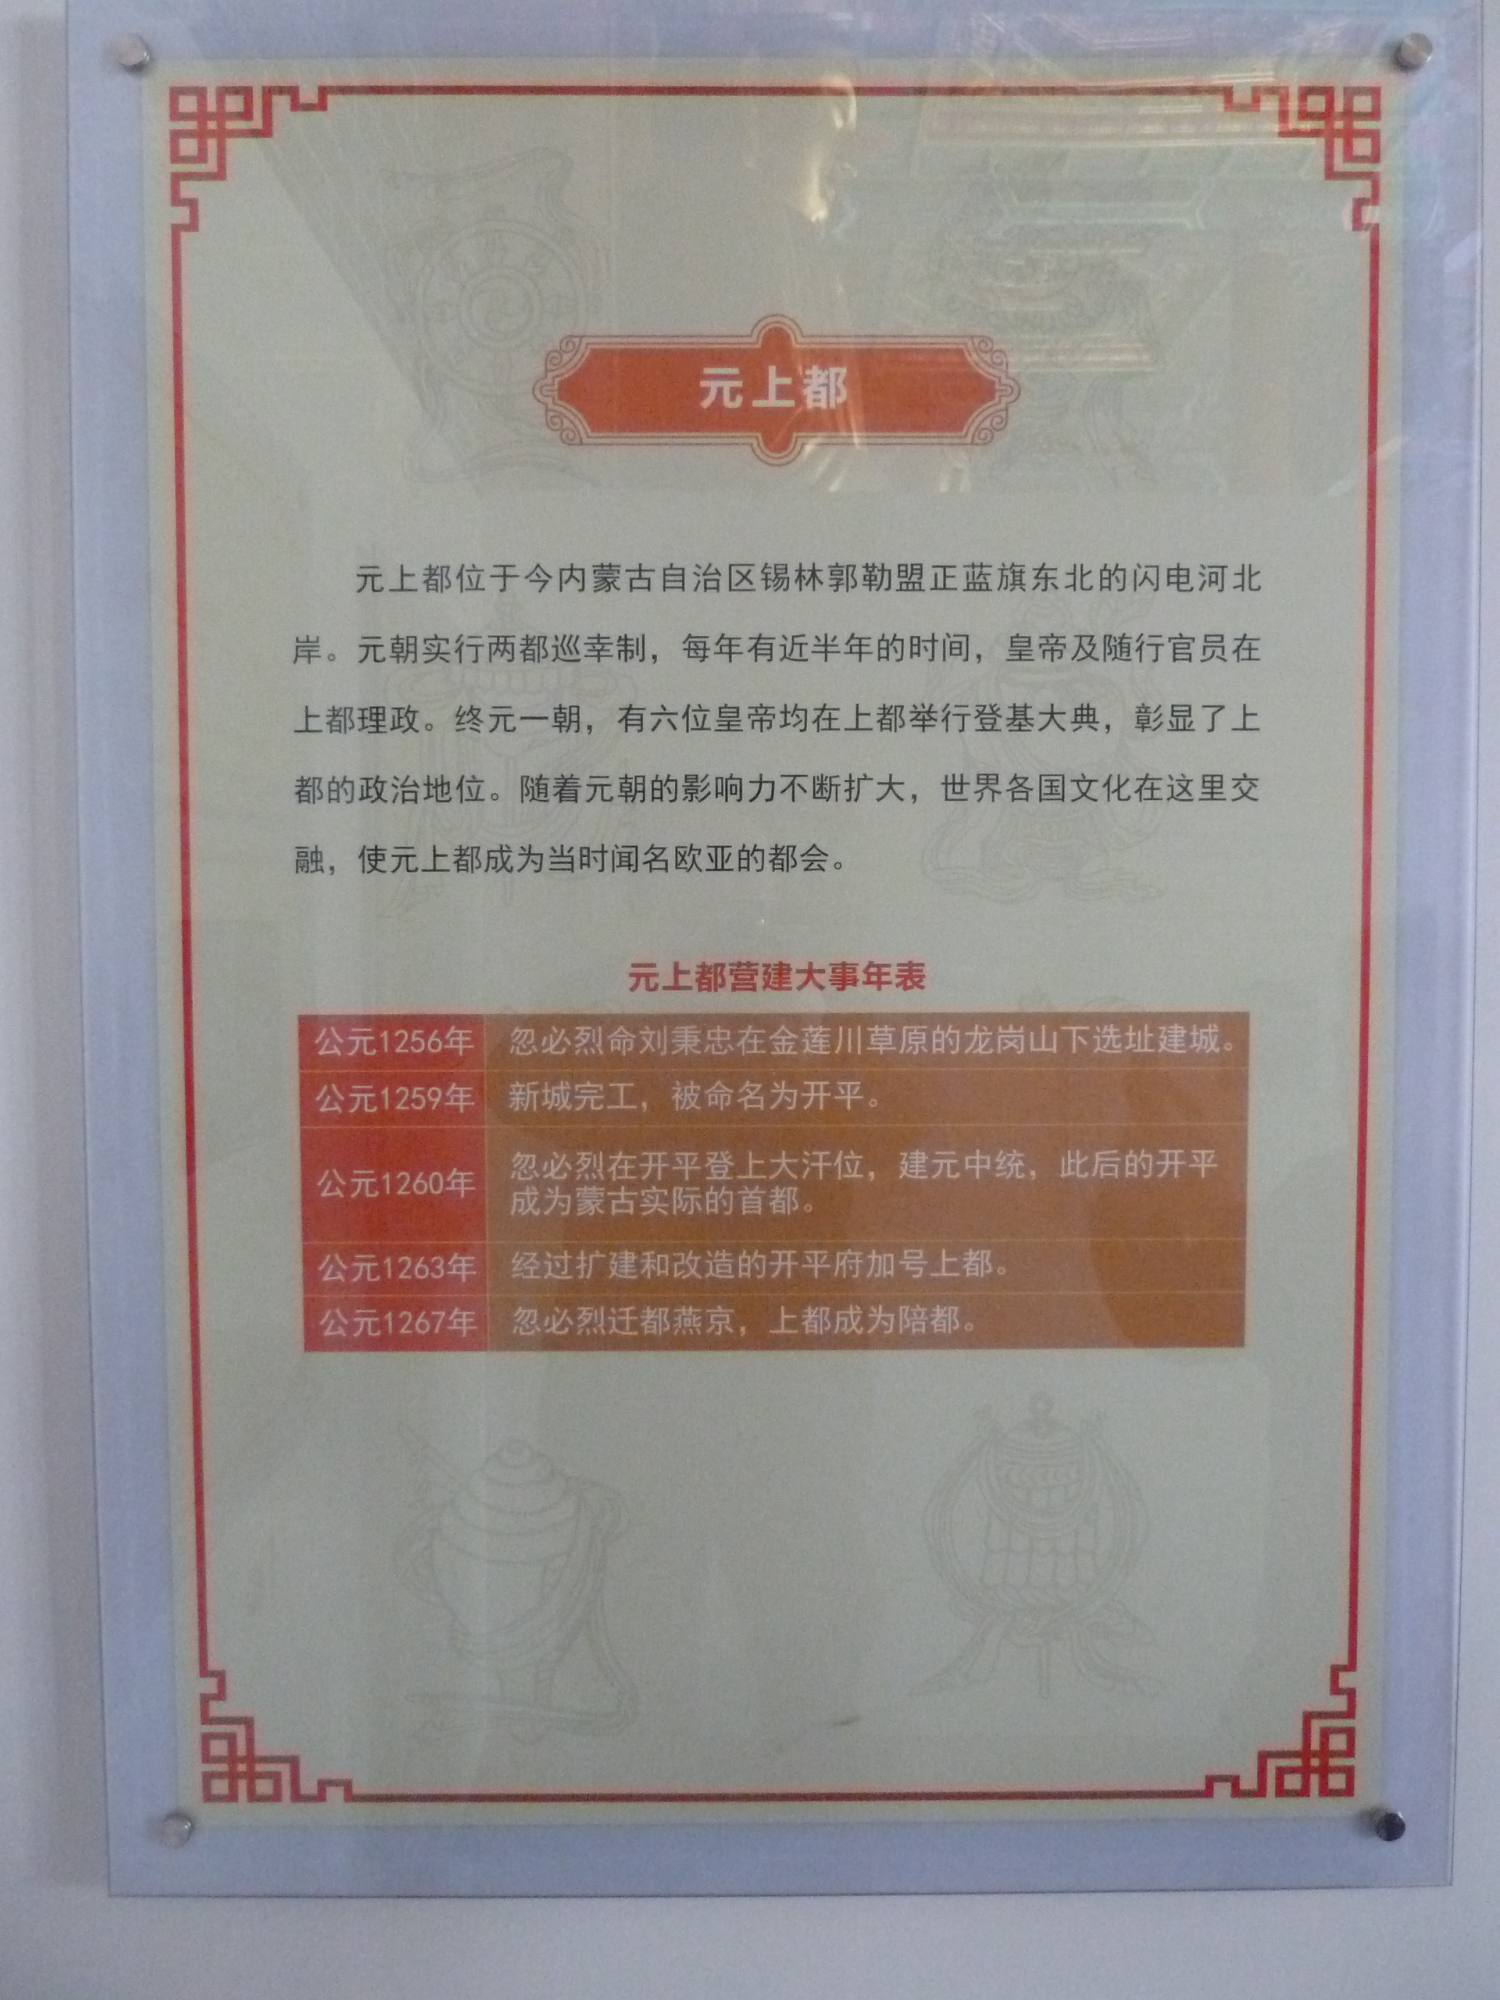 元上都
元上都位于今内蒙古自治区锡林郭勒盟正蓝旗东北的闪电河北
岸。元朝实行两都巡幸制，每年有近半年的时间，皇帝及随行官员在
上都理政。终元一朝，有六位皇帝均在上都举行登基大典，彰显了上
都的政治地位。随着元朝的影响力不断扩大，世界各国文化在这里交
融，使元上都成为当时闻名欧亚的都会。
元上都营建大事年表
公元1256年 忽必烈命刘秉忠在金莲川草原的龙岗山下选址建城。
公元1259年 新城完工，被命名为开平。
公元1260年 忽必烈在开平登上大汗位，建元中统，此后的开平
成为蒙古实际的首都。
公元1263年 经过扩建和改造的开平府加号上都。
公元1267年 忽必烈迁都燕京，上都成为陪都。